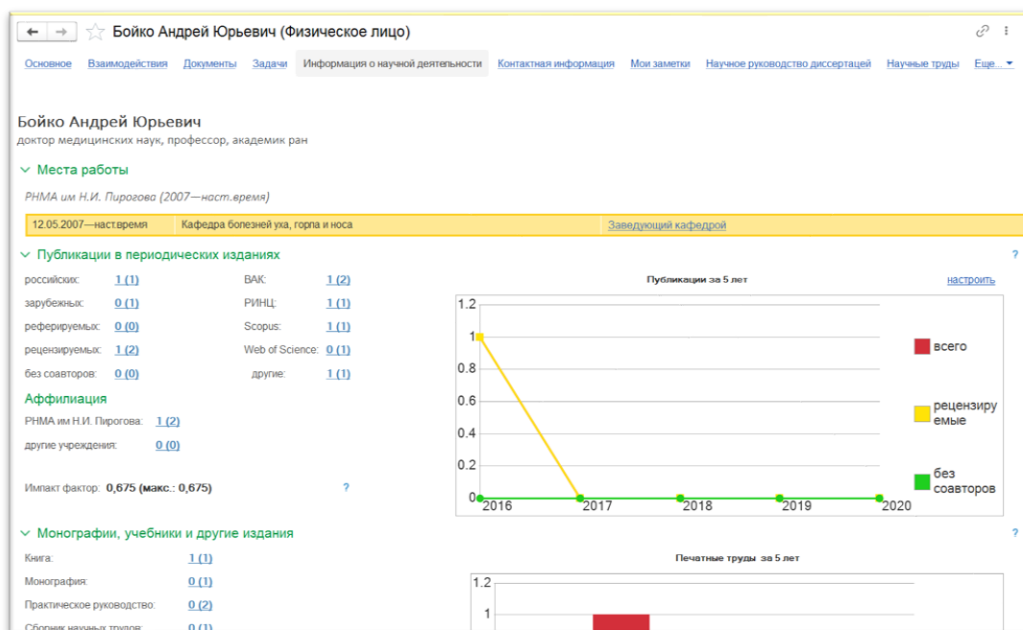 Бойко Андрей Юрьевич (Физическое лицо)
Основное Взаимодействия Документы Задачи Информация о научной деятельности Контактная информация Мои заметки Научное руководство диссертацей Научные труды Еще...
Бойко Андрей Юрьевич
доктор медицинских наук, профессор, академик ран
Места работы
РНМА им Н.И. Пирогова (2007—наст.время)
12.05.2007—наст.время Кафедра болезней уха, горла и носа Заведующий кафедрой
Публикации в периодических изданиях ?
российских: 1 (1) ВАК: 1 (2)
зарубежных: 0 (1) РИНЦ: 1 (1)
реферируемых: 0 (0) Scopus: 1 (1)
рецензируемых: 1 (2) Web of Science: 0 (1)
без соавторов: 0 (0) другие: 1 (1)
Аффилиация
РНМА им Н.И. Пирогова: 1 (2)
другие учреждения: 0 (0)
Импакт фактор: 0,675 (макс.: 0,675) ?
Публикации за 5 лет настроить
1.2
1
0.8
0.6
0.4
0.2
0
2016 2017 2018 2019 2020
всего
рецензиру
емые
без
соавторов
Монографии, учебники и другие издания ?
Книга: 1 (1)
Монография: 0 (1)
Практическое руководство: 0 (2)
Сборник научных трудов: 0 (1)
Печатные труды за 5 лет
1.2
1